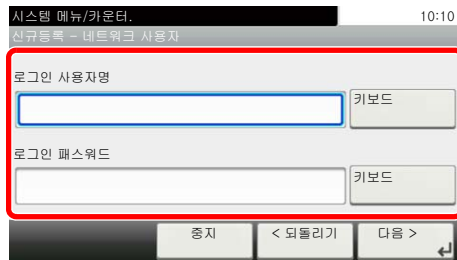 시스템 메뉴/카운터. 10:10
신규등록 - 네트워크 사용자
로그인 사용자명
키보드
로그인 패스워드
키보드
중지 < 되돌리기 다음 >